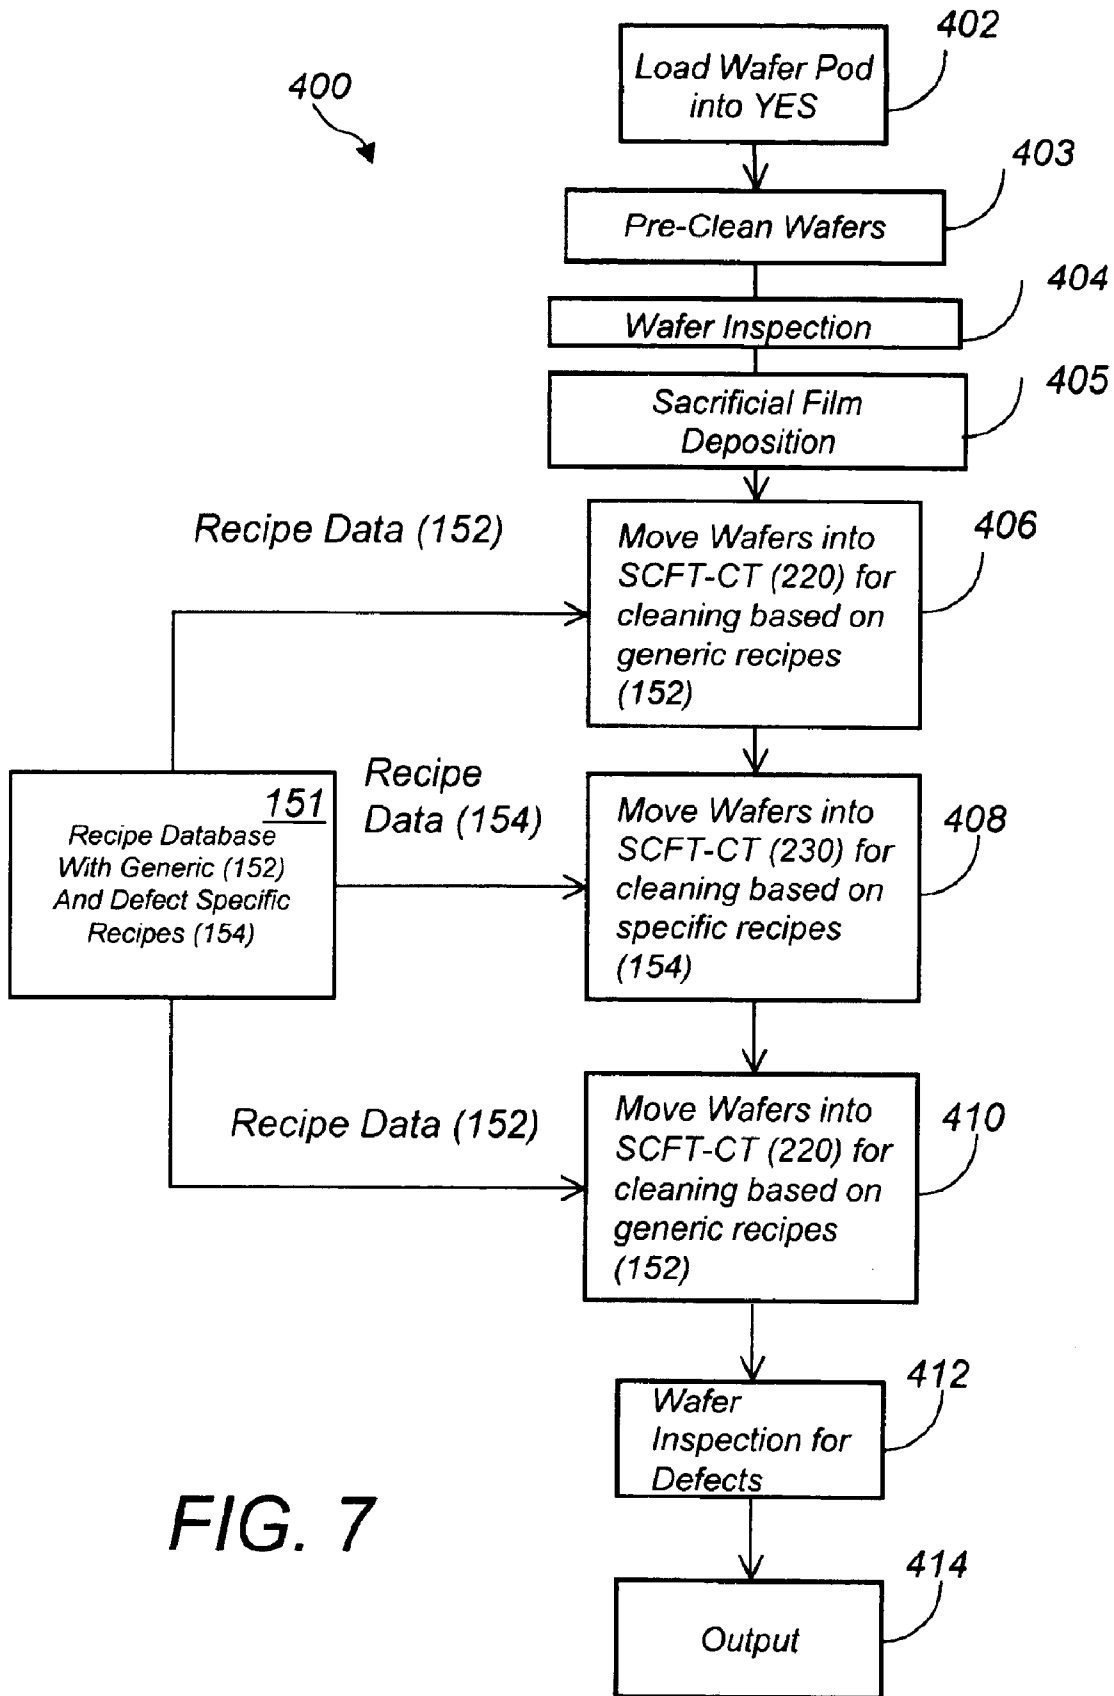 402
Load Wafer Pod
into YES
400
403
Pre-Clean Wafers
404
Wafer Inspection
405
Sacrificial Film
Deposition
Recipe Data (152)
406
Move Wafers into
SCFT-CT (220) for
cleaning based on
generic recipes
(152)
151
Recipe Database
With Generic (152)
And Defect Specific
Recipes (154)
Recipe
Data (154)
408
Move Wafers into
SCFT-CT (230) for
cleaning based on
specific recipes
(154)
Recipe Data (152)
410
Move Wafers into
SCFT-CT (220) for
cleaning based on
generic recipes
(152)
412
Wafer
Inspection for
Defects
FIG. 7
414
Output